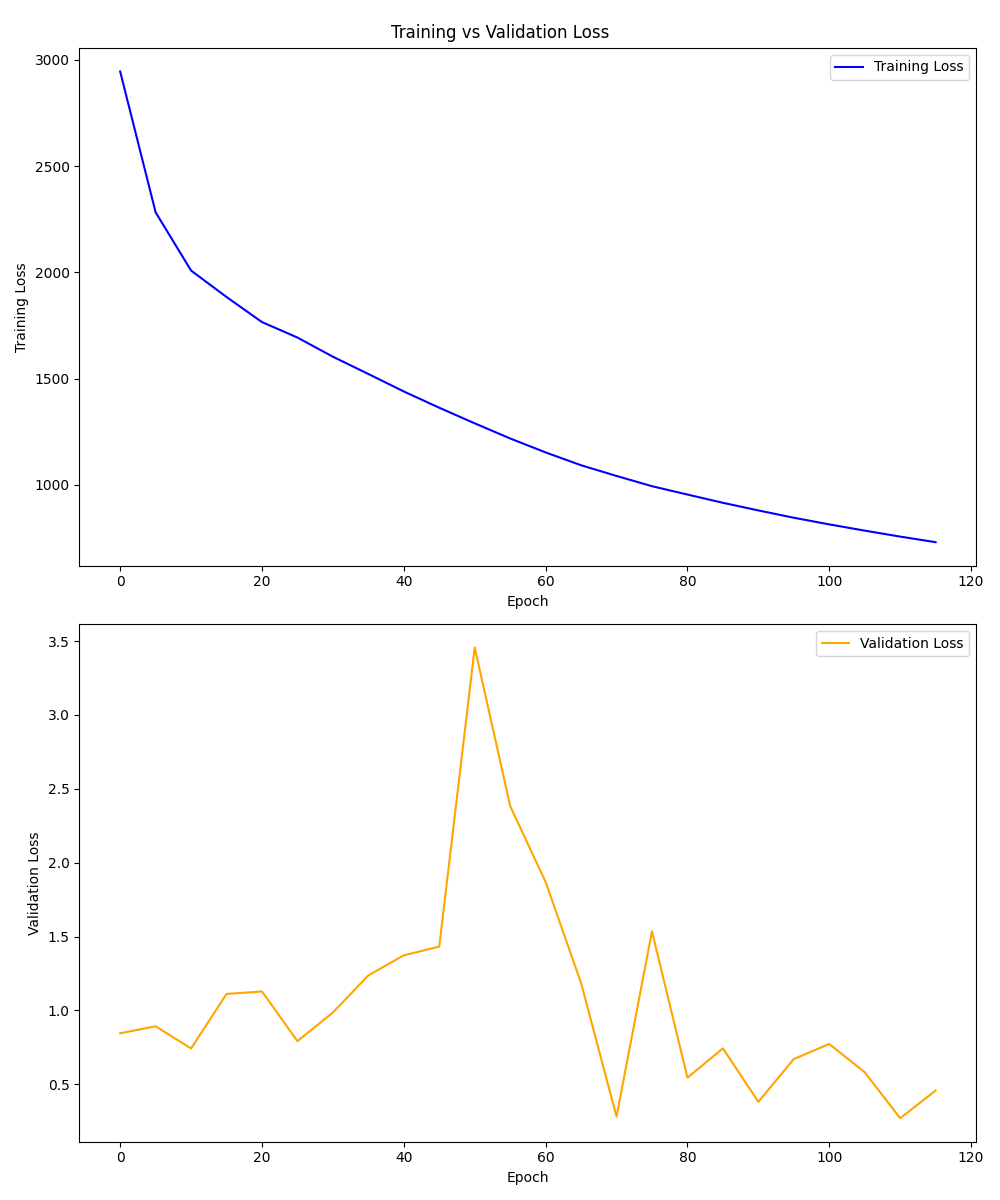 Training vs Validation Loss
Training Loss
3000
2500
2000
1500
1000
Training Loss
0 20 40 60 80 100 120
Epoch
Validation Loss
3.5
3.0
2.5
2.0
1.5
1.0
0.5
Validation Loss
0 20 40 60 80 100 120
Epoch